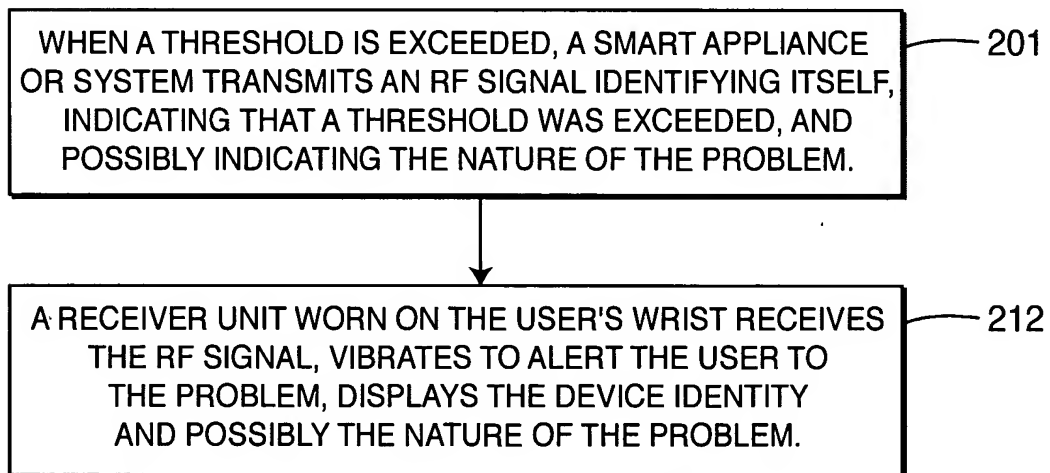 WHEN A THRESHOLD IS EXCEEDED, A SMART APPLIANCE
OR SYSTEM TRANSMITS AN RF SIGNAL IDENTIFYING ITSELF,
INDICATING THAT A THRESHOLD WAS EXCEEDED, AND
POSSIBLY INDICATING THE NATURE OF THE PROBLEM.
201
A RECEIVER UNIT WORN ON THE USER'S WRIST RECEIVES
THE RF SIGNAL, VIBRATES TO ALERT THE USER TO
THE PROBLEM, DISPLAYS THE DEVICE IDENTITY
AND POSSIBLY THE NATURE OF THE PROBLEM.
212